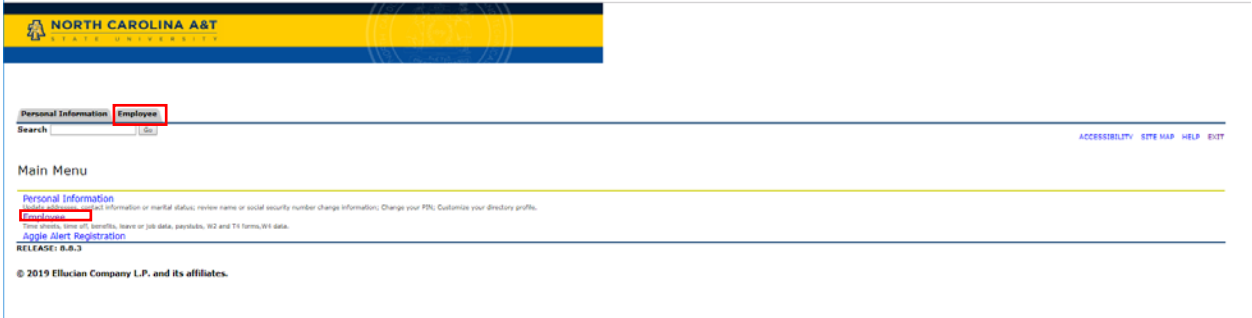 NORTH CAROLINA A&T
STATE UNIVERSITY
Personal Information Employee
Search Go
ACCESSIBILITY SITE MAP HELP EXIT
Main Menu
Personal Information
Update addresses, contact information or marital status; review name or social security number change information; Change your PIN; Customize your directory profile.
Employee
Time sheets, time off, benefits, leave or job data, paystubs, W2 and T4 forms,W4 data.
Aggie Alert Registration
RELEASE: 8.8.3
© 2019 Ellucian Company L.P. and its affiliates.